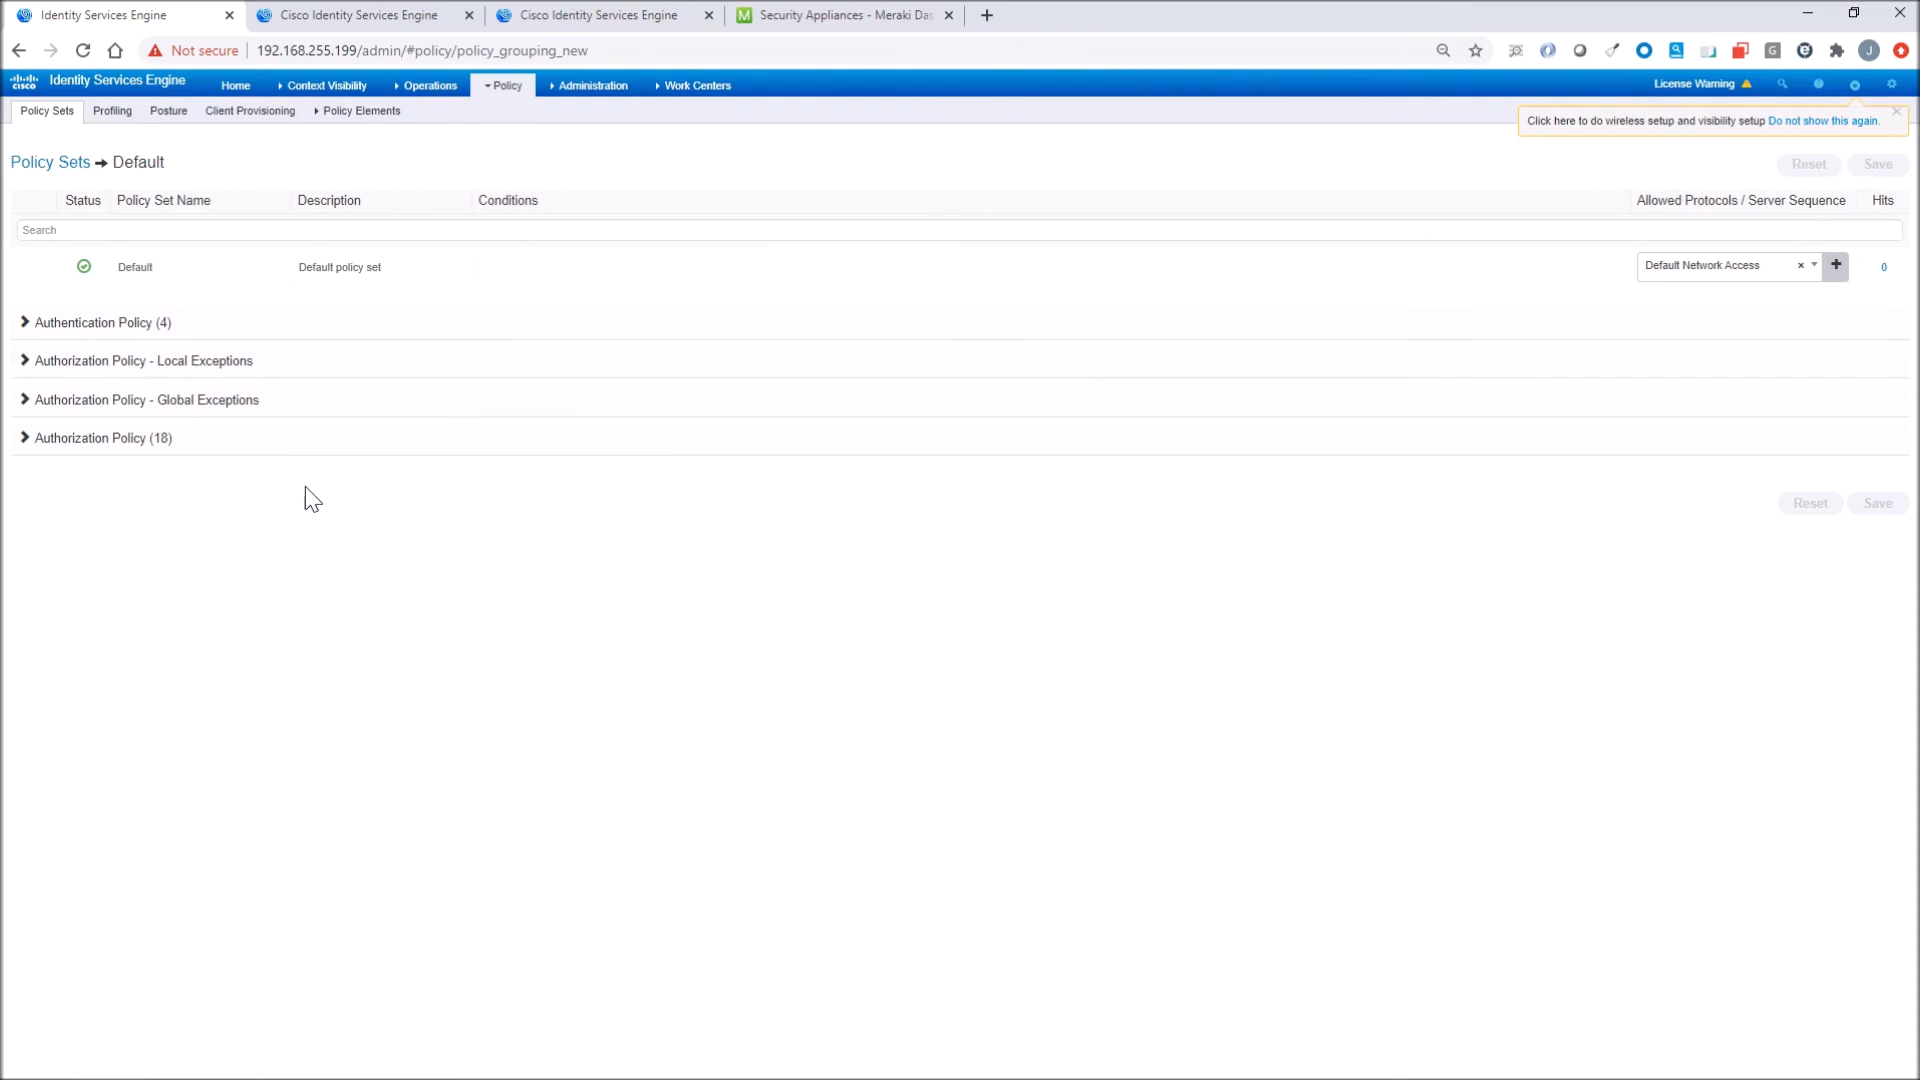 Identity Services Engine
Cisco Identity Services Engine
Cisco Identity Services Engine
M Security Appliances - Meraki Das
Not secure
192.168.255.199/admin/#policy/policy_grouping_new
G
J
CISCO
Identity Services Engine
Home
Context Visibility
Operations
Policy
Administration
Work Centers
License Warning
Policy Sets
Profiling
Posture
Client Provisioning
Policy Elements
Click here to do wireless setup and visibility setup Do not show this again.
Policy Sets → Default
Reset
Save
Status
Policy Set Name
Description
Conditions
Allowed Protocols / Server Sequence
Hits
Search
Default
Default policy set
Default Network Access
× +
0
Authentication Policy (4)
Authorization Policy - Local Exceptions
Authorization Policy - Global Exceptions
Authorization Policy (18)
Reset
Save